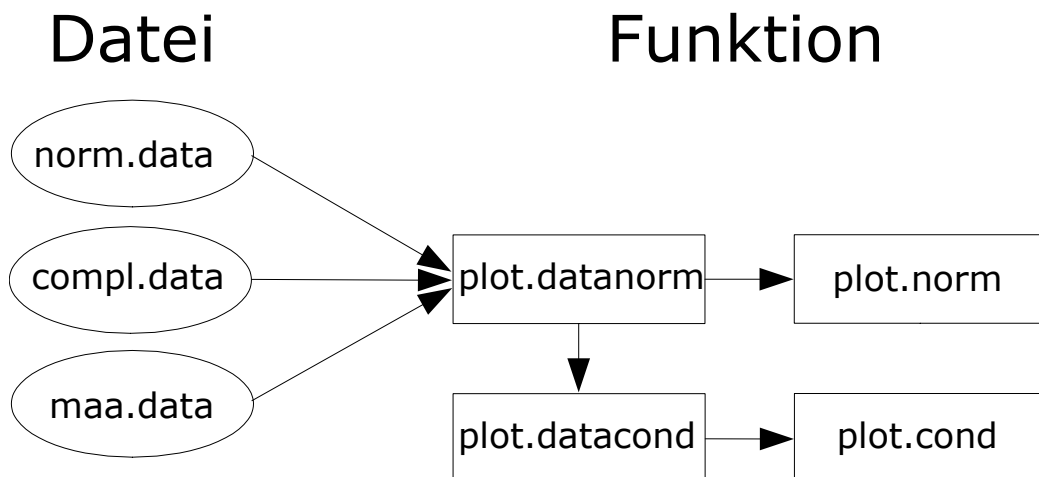 Datei
Funktion
norm.data
compl.data
plot.datanorm
plot.norm
maa.data
plot.datacond
plot.cond